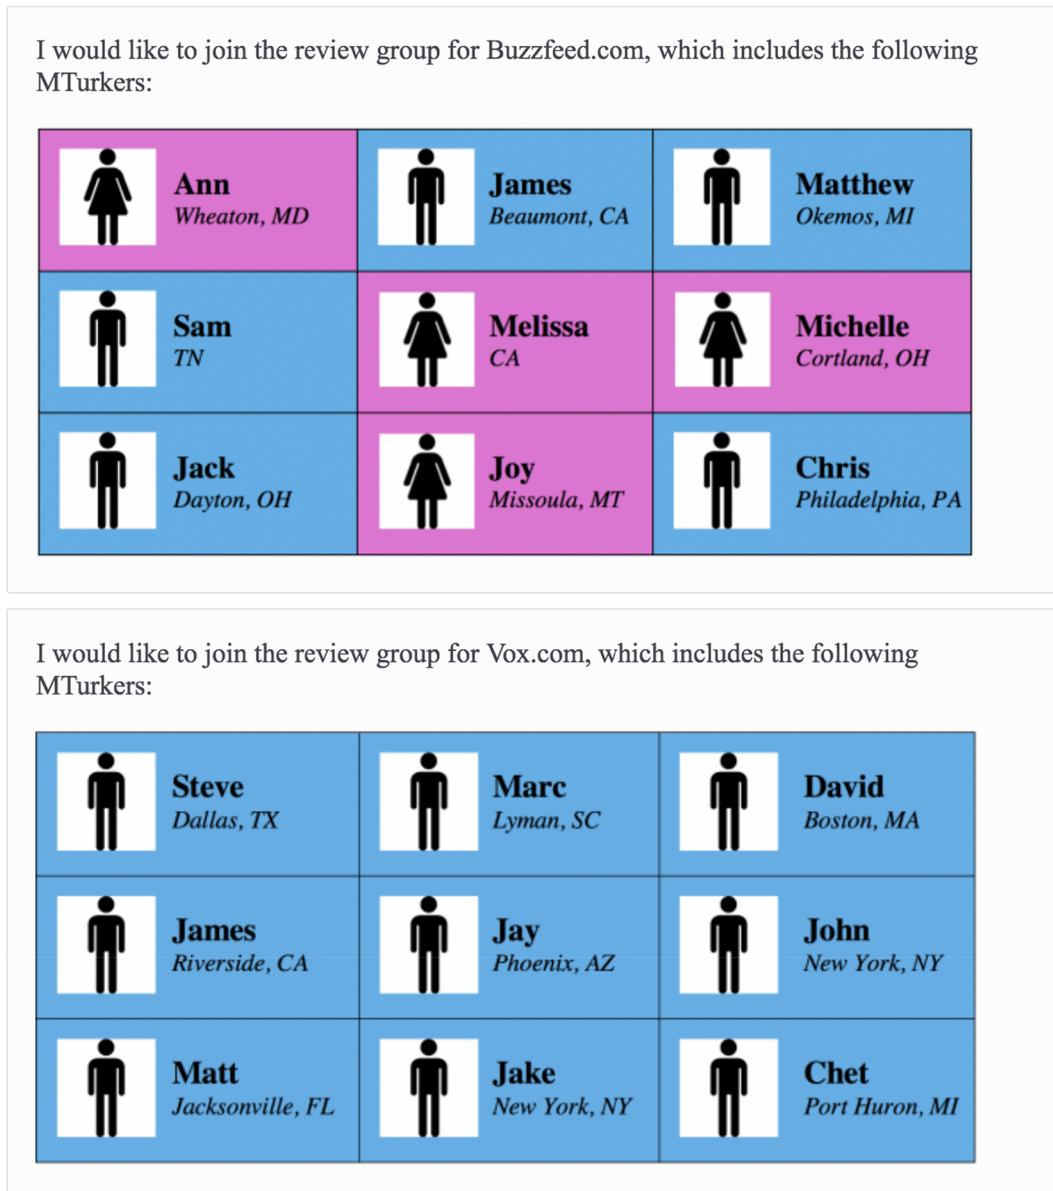 I would like to join the review group for Buzzfeed.com, which includes the following
MTurkers:
Ann
Wheaton, MD
James
Beaumont, CA
Matthew
Okemos, MI
Sam
TN
Melissa
CA
Michelle
Cortland, OH
Jack
Dayton, OH
Joy
Missoula, MT
Chris
Philadelphia, PA
I would like to join the review group for Vox.com, which includes the following
MTurkers:
Steve
Dallas, TX
Marc
Lyman, SC
David
Boston, MA
James
Riverside, CA
Jay
Phoenix, AZ
John
New York, NY
Matt
Jacksonville, FL
Jake
New York, NY
Chet
Port Huron, MI